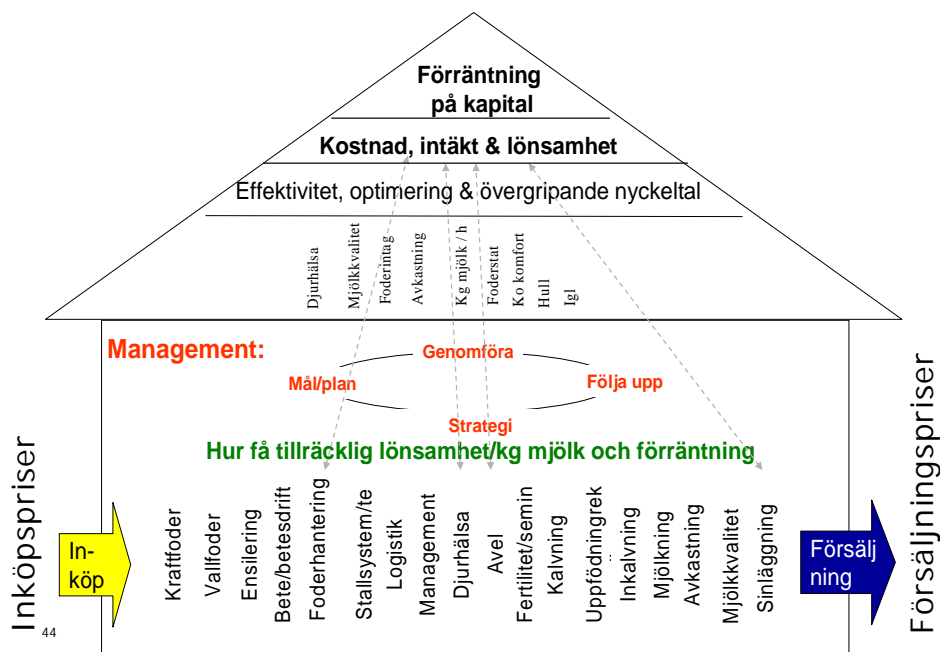 Förräntning
på kapital
Kostnad, intäkt & lönsamhet
Effektivitet, optimering & övergripande nyckeltal
Djurhälsa
Mjölkkvalitet
Foderintag
Avkastning
Kg mjölk / h
Foderstat
Ko komfort
Hull
Igl
Management:
Genomföra
Mål/plan
Följa upp
Strategi
Hur få tillräcklig lönsamhet/kg mjölk och förräntning
Inköpspriser
In-
köp
Kraftfoder
Vallfoder
Ensilering
Bete/betesdrift
Foderhantering
Stallsystem/te
Logistik
Management
Djurhälsa
Avel
Fertilitet/semin
Kalvning
Uppfödningrek
Inkalvning
Mjölkning
Avkastning
Mjölkkvalitet
Sinläggning
Försälj
ning
Försäljningspriser
44